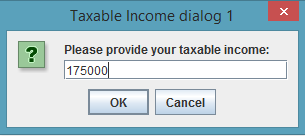 Taxable Income dialog 1
Please provide your taxable income:
175000
OK Cancel